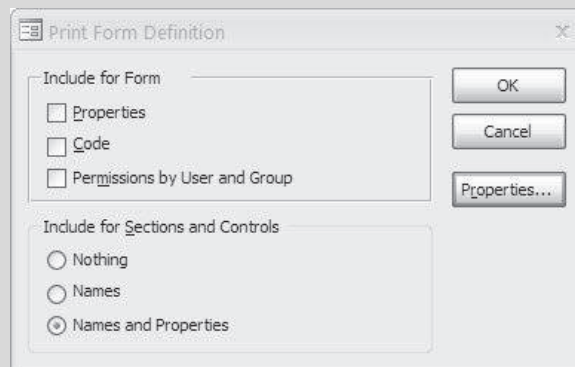 Print Form Definition
Include for Form
Properties
Code
Permissions by User and Group
OK
Cancel
Properties...
Include for Sections and Controls
Nothing
Names
Names and Properties